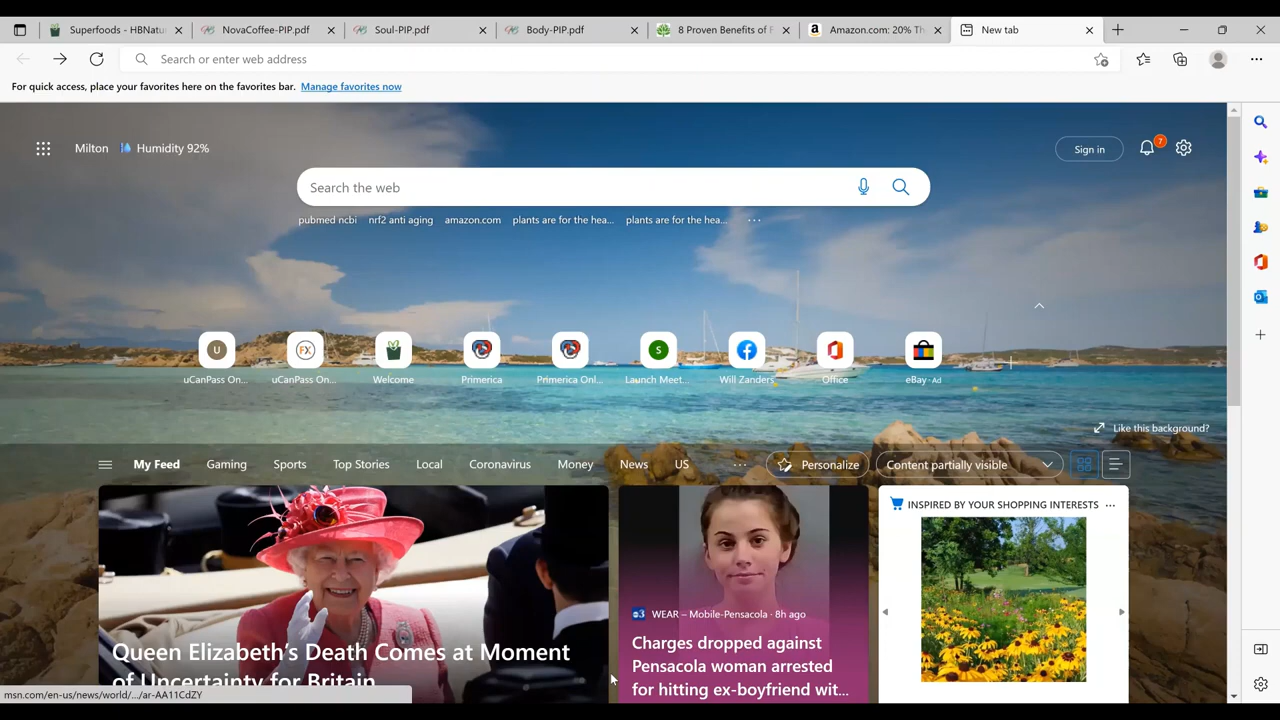 Superfoods - HBNatu
NovaCoffee-PIP.pdf
Soul-PIP.pdf
Body-PIP.pdf
8 Proven Benefits of
Amazon.com: 20% Th
New tab
Search or enter web address
For quick access, place your favorites here on the favorites bar. Manage favorites now
Milton Humidity 92%
Sign in
7
Search the web
pubmed ncbi
nrf2 anti aging
amazon.com
plants are for the hea...
plants are for the hea...
...
U
FX
S
uCanPass On...
uCanPass On...
Welcome
Primerica
Primerica Onl...
Launch Meet...
Will Zanders
Office
eBay · Ad
Like this background?
My Feed
Gaming
Sports
Top Stories
Local
Coronavirus
Money
News
US
...
Personalize
Content partially visible
INSPIRED BY YOUR SHOPPING INTERESTS ...
WEAR – Mobile-Pensacola · 8h ago
Queen Elizabeth's Death Comes at Moment
of Uncertainty for Britain
Charges dropped against
Pensacola woman arrested
for hitting ex-boyfriend wit...
msn.com/en-us/news/world/.../ar-AA11CdZY